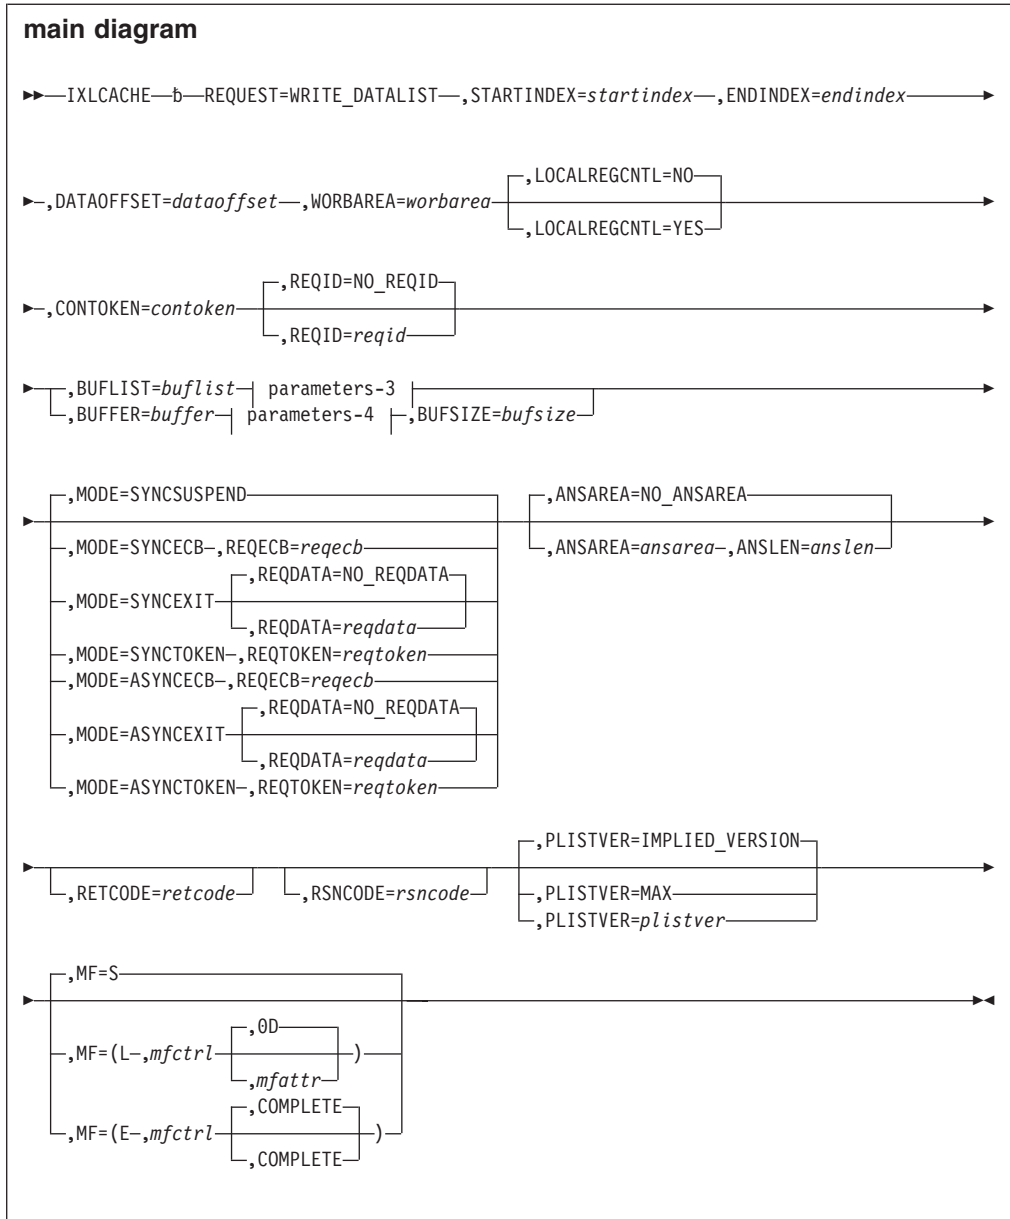 main diagram
IXLCACHE ƀ REQUEST=WRITE_DATALIST ,STARTINDEX=startindex ,ENDINDEX=endindex
,LOCALREGCNTL=NO
,DATAOFFSET=dataoffset ,WORBAREA=worbarea
,LOCALREGCNTL=YES
,REQID=NO_REQID
,CONTOKEN=contoken
,REQID=reqid
,BUFLIST=buflist parameters-3
,BUFFER=buffer parameters-4 ,BUFSIZE=bufsize
,MODE=SYNCSUSPEND ,ANSAREA=NO_ANSAREA
,MODE=SYNCECB ,REQECB=reqecb ,ANSAREA=ansarea ,ANSLEN=anslen
,REQDATA=NO_REQDATA
,MODE=SYNCEXIT
,REQDATA=reqdata
,MODE=SYNCTOKEN ,REQTOKEN=reqtoken
,MODE=ASYNCECB ,REQECB=reqecb
,REQDATA=NO_REQDATA
,MODE=ASYNCEXIT
,REQDATA=reqdata
,MODE=ASYNCTOKEN ,REQTOKEN=reqtoken
,PLISTVER=IMPLIED_VERSION
,RETCODE=retcode ,RSNCODE=rsncode ,PLISTVER=MAX
,PLISTVER=plistver
,MF=S
,0D
,MF=(L ,mfctrl )
,mfattr
,COMPLETE
,MF=(E ,mfctrl )
,COMPLETE